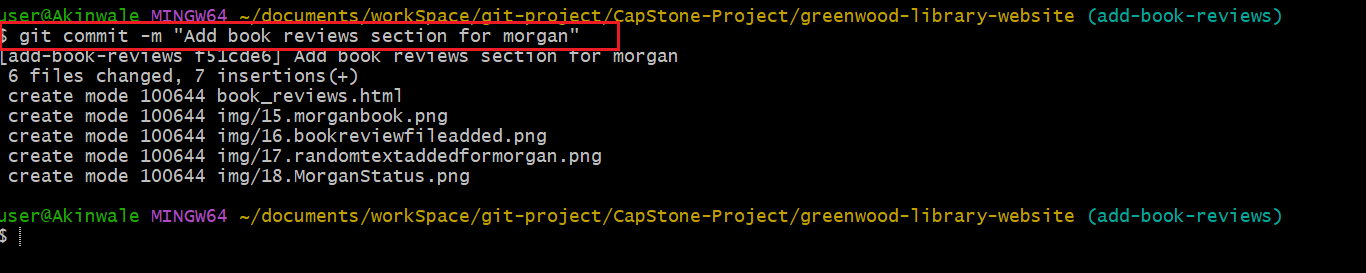 user@Akinwale MINGW64 ~/documents/workSpace/git-project/CapStone-Project/greenwood-library-website (add-book-reviews)
$ git commit -m "Add book reviews section for morgan"
[add-book-reviews f51cde6] Add book reviews section for morgan
 6 files changed, 7 insertions(+)
 create mode 100644 book_reviews.html
 create mode 100644 img/15.morganbook.png
 create mode 100644 img/16.bookreviewfileadded.png
 create mode 100644 img/17.randomtextaddedformorgan.png
 create mode 100644 img/18.MorganStatus.png
user@Akinwale MINGW64 ~/documents/workSpace/git-project/CapStone-Project/greenwood-library-website (add-book-reviews)
$